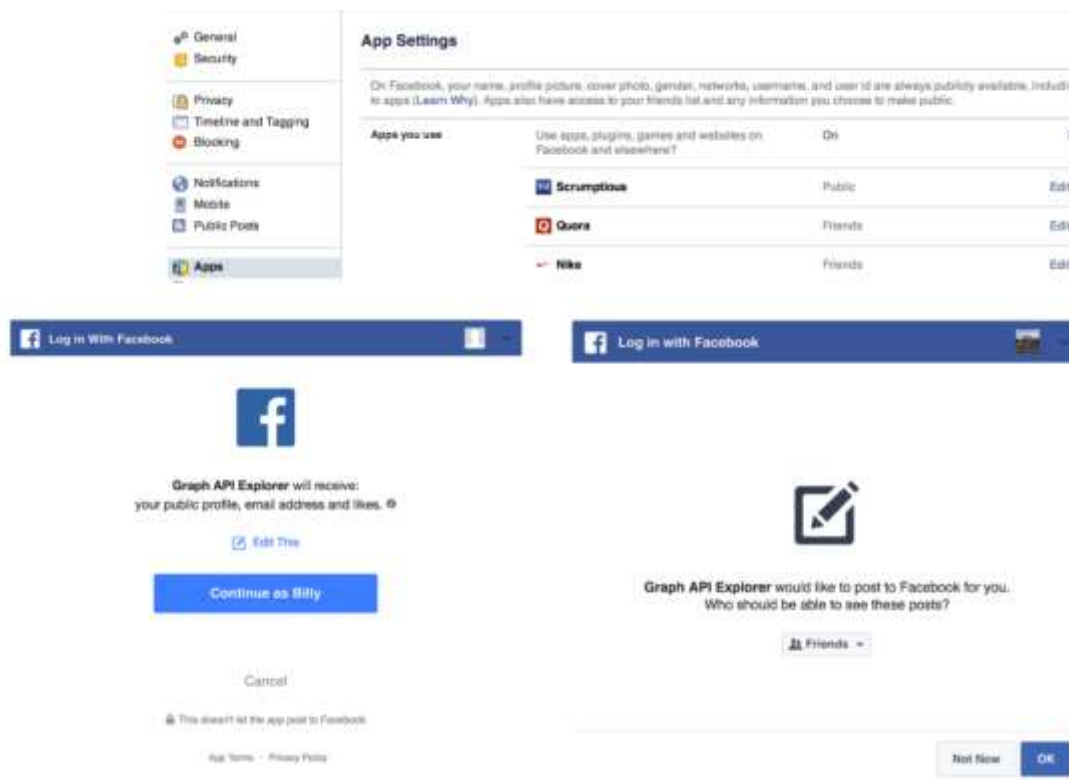 General
Security
Privacy
Timeline and Tagging
Blocking
Notifications
Mobile
Public Posts
Apps
App Settings
On Facebook, your name, profile picture, cover photo, gender, networks, username, and user id are always publicly available, includi
to apps (Learn Why). Apps also have access to your friends list and any information you choose to make public.
Apps you use
Use apps, plugins, games and websites on
Facebook and elsewhere?
On
Scrumptious
Public
Edit
Quora
Friends
Edit
Nike
Friends
Edit
Log in With Facebook
Graph API Explorer will receive:
your public profile, email address and likes.
Edit This
Continue as Billy
Cancel
This doesn't let the app post to Facebook
App Terms - Privacy Policy
Log in with Facebook
Graph API Explorer would like to post to Facebook for you.
Who should be able to see these posts?
Friends
Not Now
OK